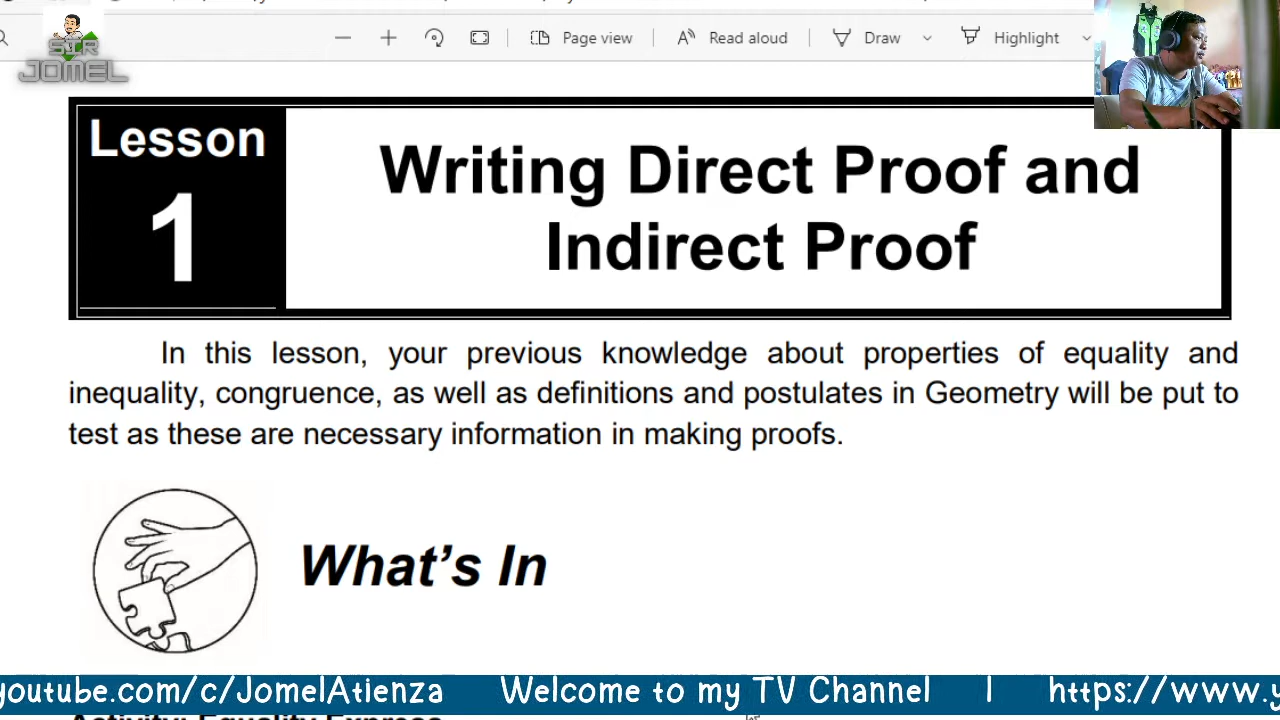 Page view
Read aloud
Draw
Highlight
SIR
JOMEL
Lesson
1
Writing Direct Proof and
Indirect Proof
In this lesson, your previous knowledge about properties of equality and
inequality, congruence, as well as definitions and postulates in Geometry will be put to
test as these are necessary information in making proofs.
What's In
youtube.com/c/JomelAtienza Welcome to my TV Channel | https://www.y
Activity: Equality Express